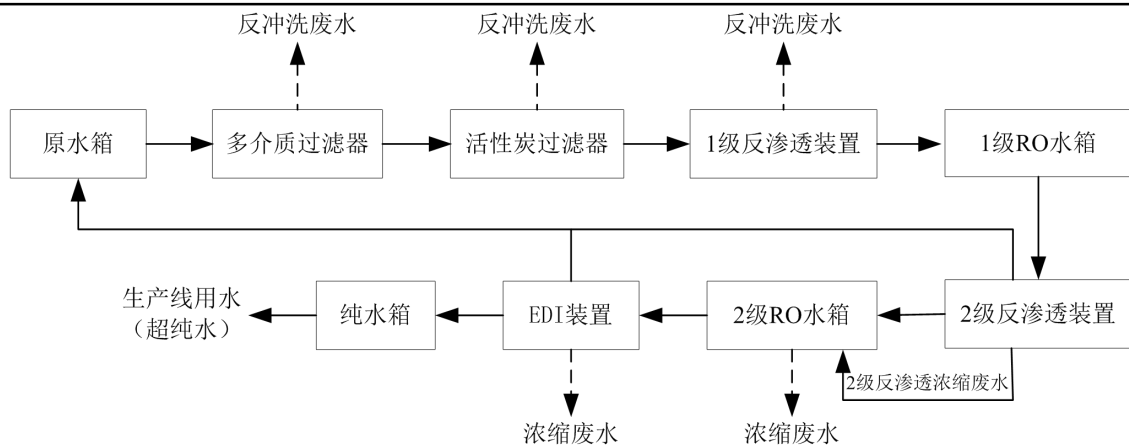 反冲洗废水
反冲洗废水
反冲洗废水
原水箱
多介质过滤器
活性炭过滤器
1级反渗透装置
1级RO水箱
生产线用水
（超纯水）
纯水箱
EDI装置
2级RO水箱
2级反渗透装置
2级反渗透浓缩废水
浓缩废水
浓缩废水